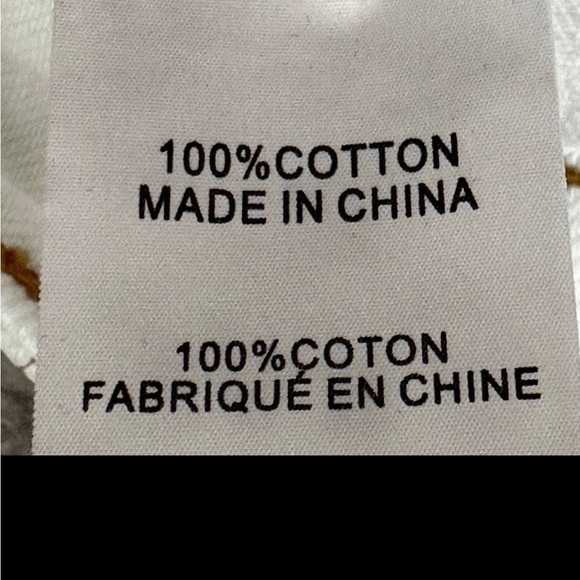 100%COTTON
MADE IN CHINA
100%COTON
FABRIQUÉ EN CHINE